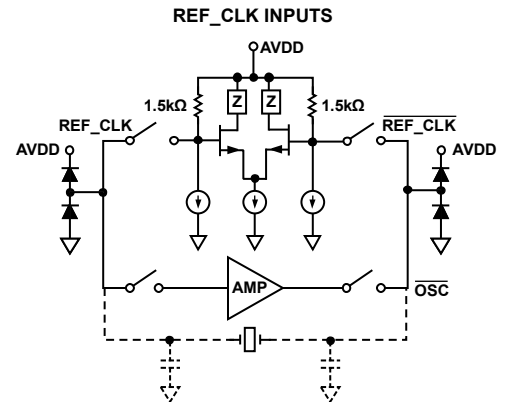 REF_CLK INPUTS
AVDD
1.5kΩ
Z
Z
1.5kΩ
REF_CLK
REF_CLK
AVDD
AVDD
AMP
OSC